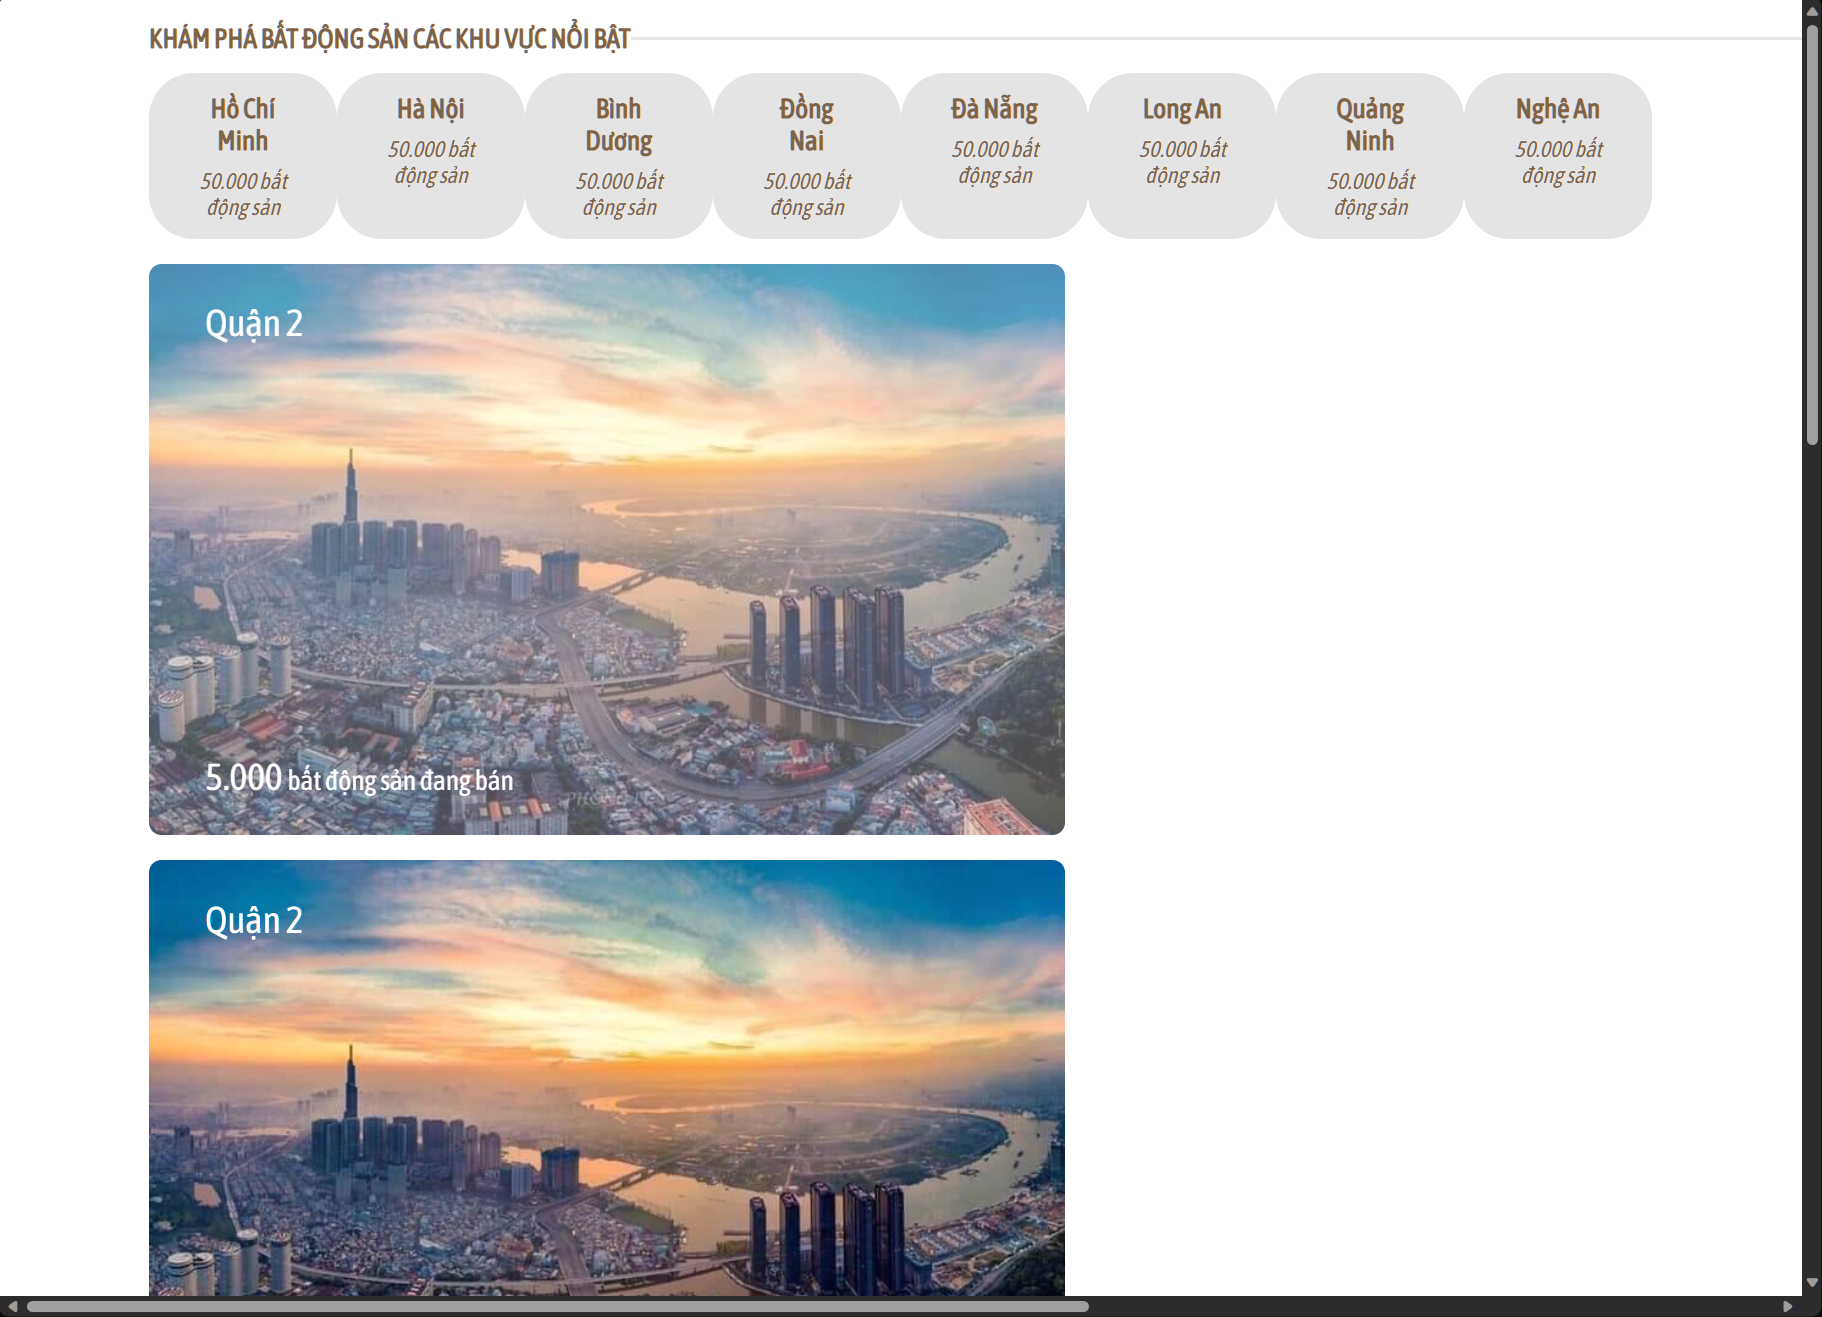 KHÁM PHÁ BẤT ĐỘNG SẢN CÁC KHU VỰC NỔI BẬT
Hồ Chí
Minh
50.000 bất
động sản
Hà Nội
50.000 bất
động sản
Bình
Dương
50.000 bất
động sản
Đồng
Nai
50.000 bất
động sản
Đà Nẵng
50.000 bất
động sản
Long An
50.000 bất
động sản
Quảng
Ninh
50.000 bất
động sản
Nghệ An
50.000 bất
động sản
Quận 2
5.000 bất động sản đang bán
Quận 2